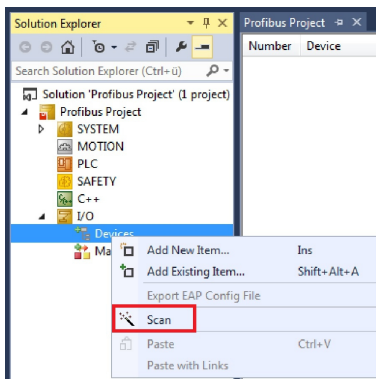 Solution Explorer
Profibus Project
Number Device
Search Solution Explorer (Ctrl+ü)
Solution 'Profibus Project' (1 project)
Profibus Project
SYSTEM
MOTION
PLC
SAFETY
C++
I/O
Devices
Ma
Add New Item... Ins
Add Existing Item... Shift+Alt+A
Export EAP Config File
Scan
Paste Ctrl+V
Paste with Links